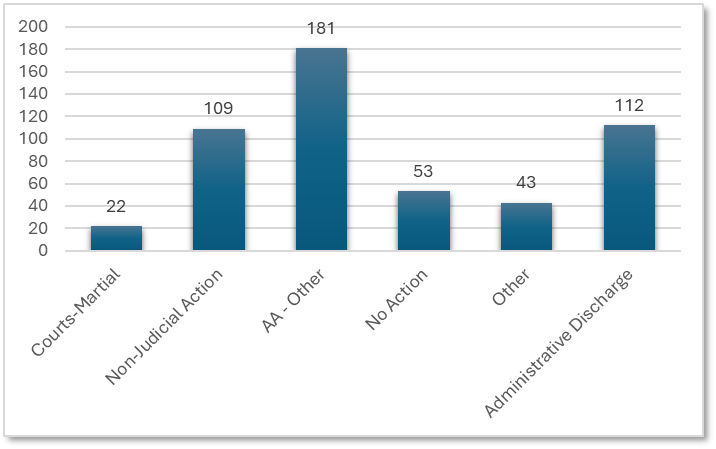 200
180
160
140
120
100
80
60
40
20
0
22
109
181
53
43
112
Courts-Martial
Non-Judicial Action
AA - Other
No Action
Other
Administrative Discharge